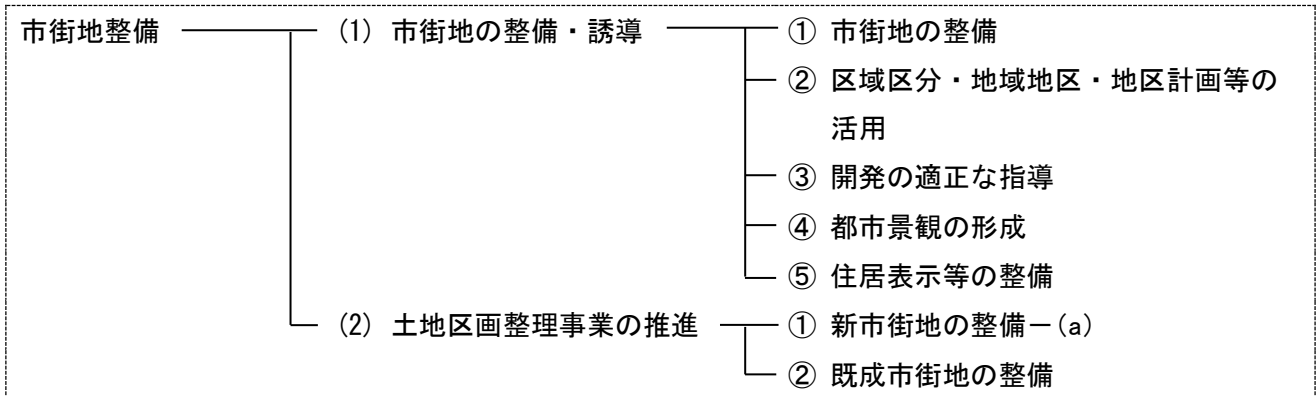 市街地整備 (1) 市街地の整備・誘導 ① 市街地の整備
② 区域区分・地域地区・地区計画等の
活用
③ 開発の適正な指導
④ 都市景観の形成
⑤ 住居表示等の整備
(2) 土地区画整理事業の推進 ① 新市街地の整備－(a)
② 既成市街地の整備